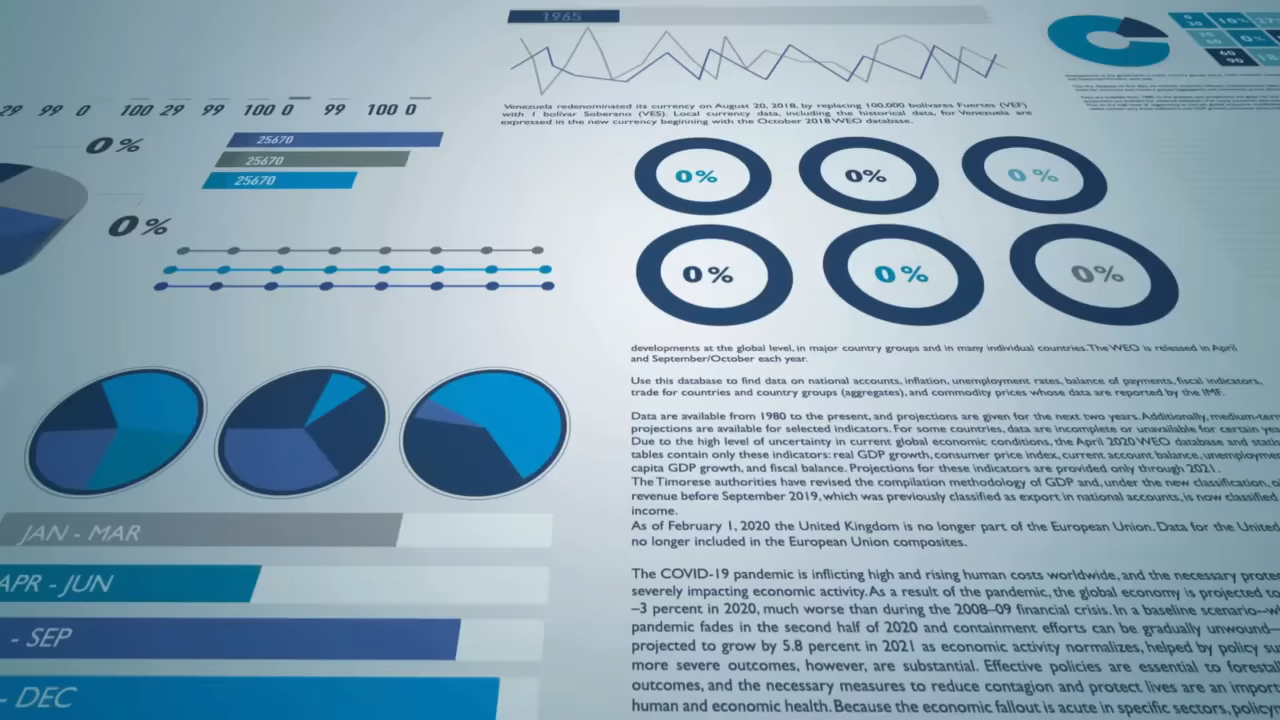 1965
Venezuela redenominated its currency on August 20, 2018, by replacing 100,000 bolivares Fuertes (VEF)
with 1 bolivar Soberano (VES). Local currency data, including the historical data, for Venezuela are
expressed in the new currency beginning with the October 2018 WEO database.
29 99 0 100 29 99 100 0 99 100 0
0 %
25670
25670
25670
0 %
0% 0% 0 %
0 % 0 % 0%
developments at the global level, in major country groups and in many individual countries. The WEO is released in April
and September/October each year.
Use this database to find data on national accounts, inflation, unemployment rates, balance of payments, fiscal indicators,
trade for countries and country groups (aggregates), and commodity prices whose data are reported by the IMF.
Data are available from 1980 to the present, and projections are given for the next two years. Additionally, medium-term
projections are available for selected indicators. For some countries, data are incomplete or unavailable for certain
Due to the high level of uncertainty in current global economic conditions, the April 2020 WEO database and
tables contain only these indicators: real GDP growth, consumer price index, current account balance,
capita GDP growth, and fiscal balance. Projections for these indicators are provided only through 2021.
The Timorese authorities have revised the compilation methodology of GDP and, under the new classification,
revenue before September 2019, which was previously classified as export in national accounts, is now classified
income.
As of February 1, 2020 the United Kingdom is no longer part of the European Union. Data for the United
no longer included in the European Union composites.
The COVID-19 pandemic is inflicting high and rising human costs worldwide, and the necessary
severely impacting economic activity. As a result of the pandemic, the global economy is projected to
–3 percent in 2020, much worse than during the 2008–09 financial crisis. In a baseline scenario—
pandemic fades in the second half of 2020 and containment efforts can be gradually unwound—
projected to grow by 5.8 percent in 2021 as economic activity normalizes, helped by policy
more severe outcomes, however, are substantial. Effective policies are essential to
outcomes, and the necessary measures to reduce contagion and protect lives are an
human and economic health. Because the economic fallout is acute in specific sectors,
JAN - MAR
APR - JUN
- SEP
- DEC